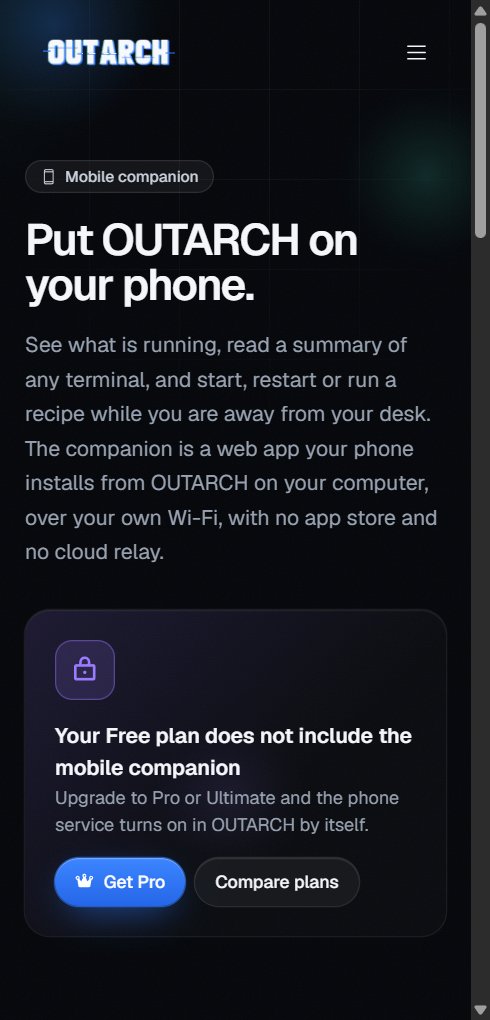 OUTARCH
Mobile companion
Put OUTARCH on
your phone.
See what is running, read a summary of
any terminal, and start, restart or run a
recipe while you are away from your desk.
The companion is a web app your phone
installs from OUTARCH on your computer,
over your own Wi-Fi, with no app store and
no cloud relay.
Your Free plan does not include the
mobile companion
Upgrade to Pro or Ultimate and the phone
service turns on in OUTARCH by itself.
Get Pro
Compare plans